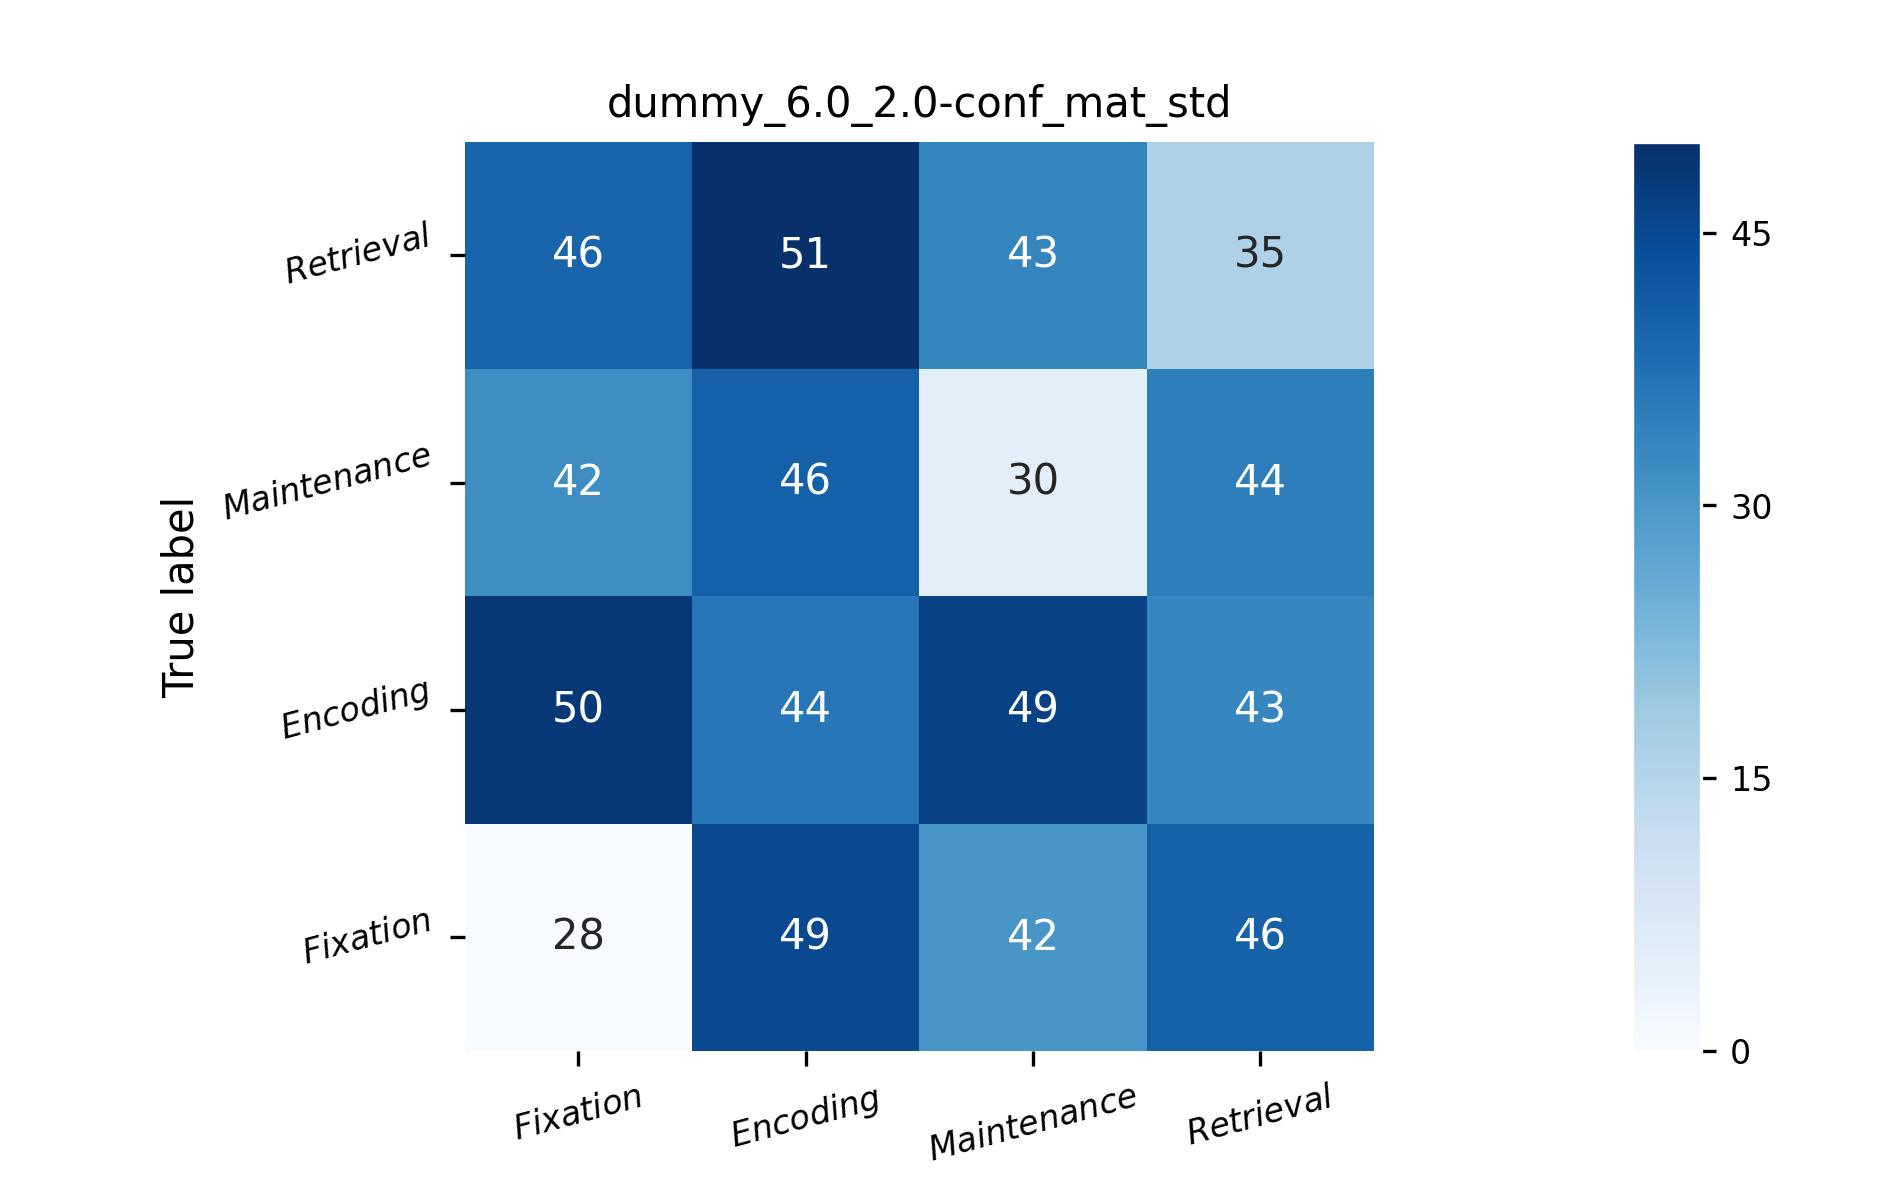 dummy_6.0_2.0-conf_mat_std
True label
Retrieval
46 51 43 35
Maintenance
42 46 30 44
Encoding
50 44 49 43
Fixation
28 49 42 46
Fixation Encoding Maintenance Retrieval
45
30
15
0